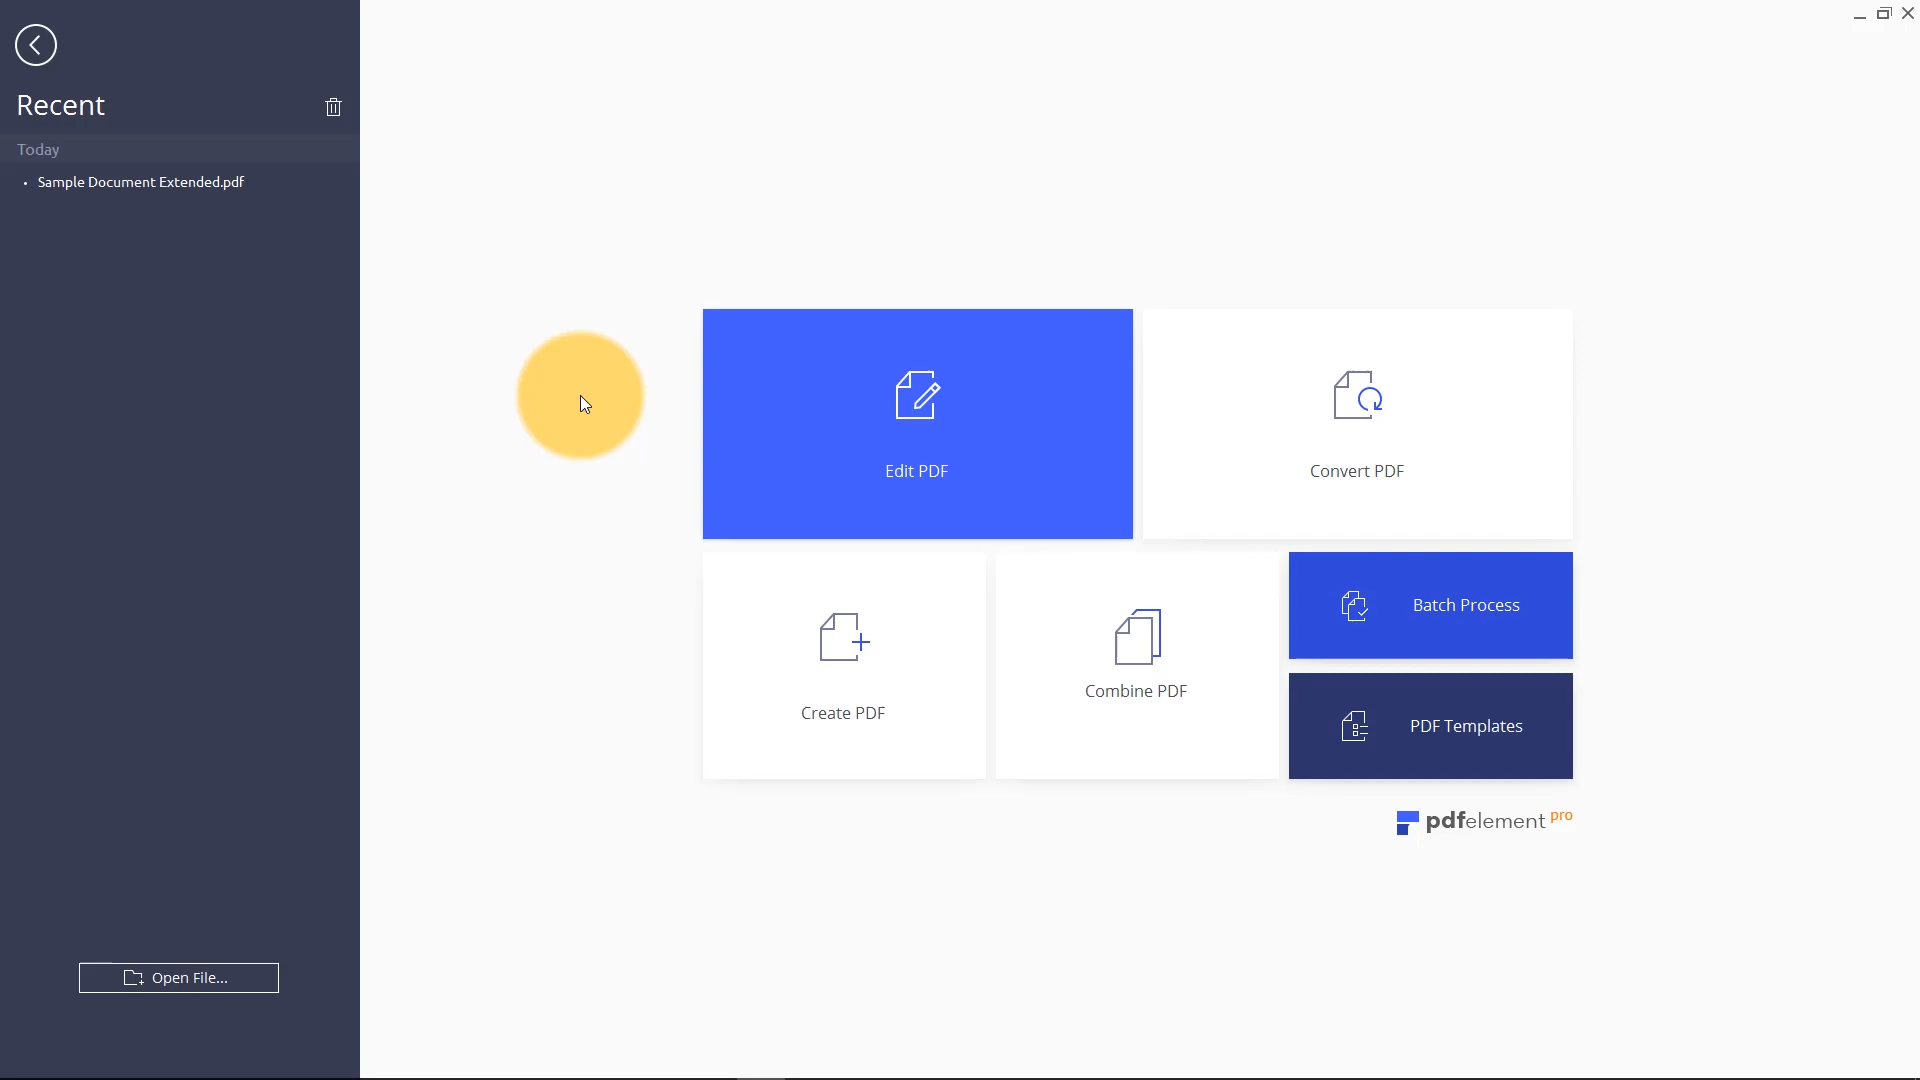 Recent
Today
• Sample Document Extended.pdf
Open File...
Edit PDF
Convert PDF
Create PDF
Combine PDF
Batch Process
PDF Templates
pdfelement pro